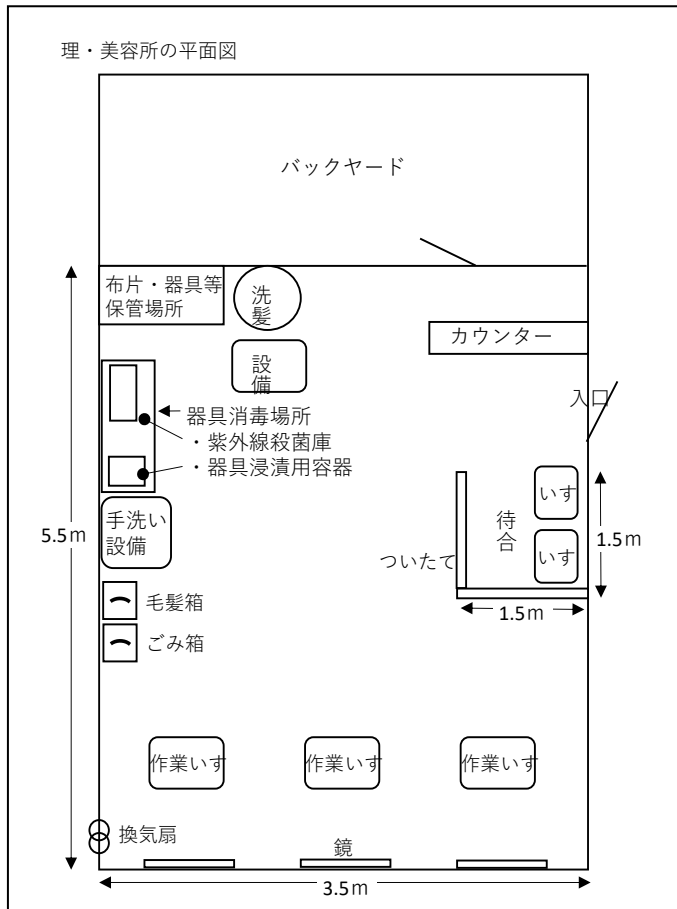 理・美容所の平面図
バックヤード
布片・器具等
保管場所
洗
髪
設
備
カウンター
入口
器具消毒場所
・紫外線殺菌庫
・器具浸漬用容器
手洗い
設備
5.5m
いす
いす
待
合
ついたて
1.5m
1.5m
毛髪箱
ごみ箱
作業いす
作業いす
作業いす
換気扇
鏡
3.5m